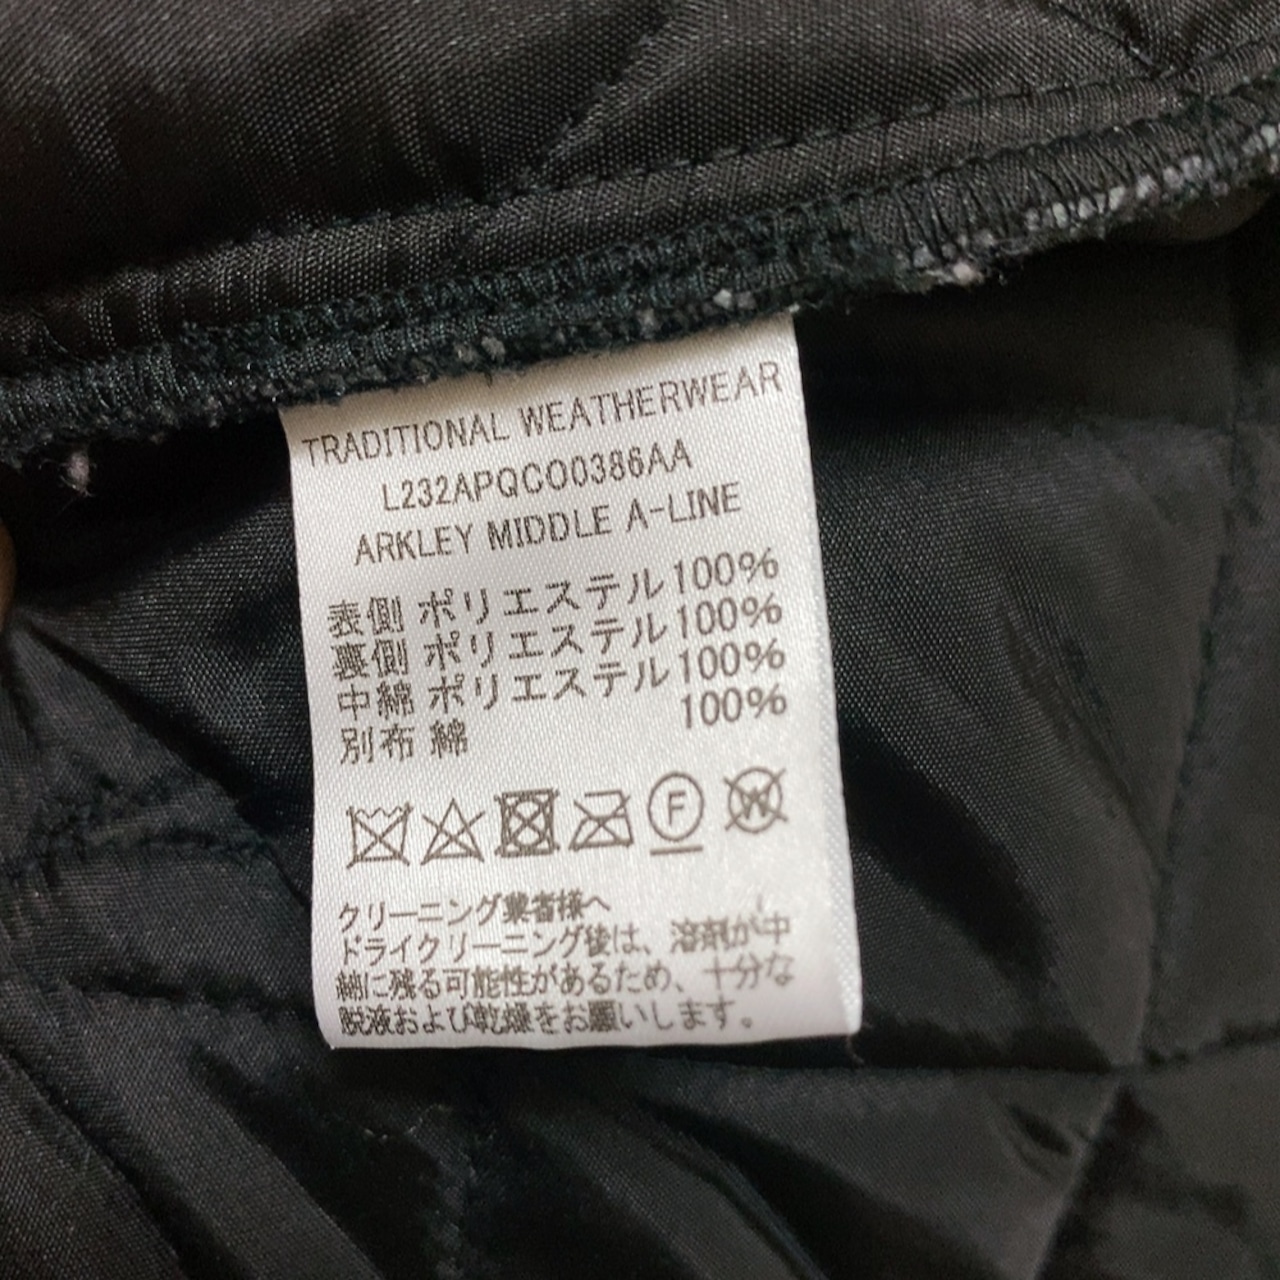 TRADITIONAL WEATHERWEAR
L232APQCO0386AA
ARKLEY MIDDLE A-LINE
表側 ポリエステル100%
裏側 ポリエステル100%
中綿 ポリエステル100%
別布 綿 100%
F W
クリーニング業者様へ
ドライクリーニング後は、溶剤が中
綿に残る可能性があるため、十分な
脱液および乾燥をお願いします。